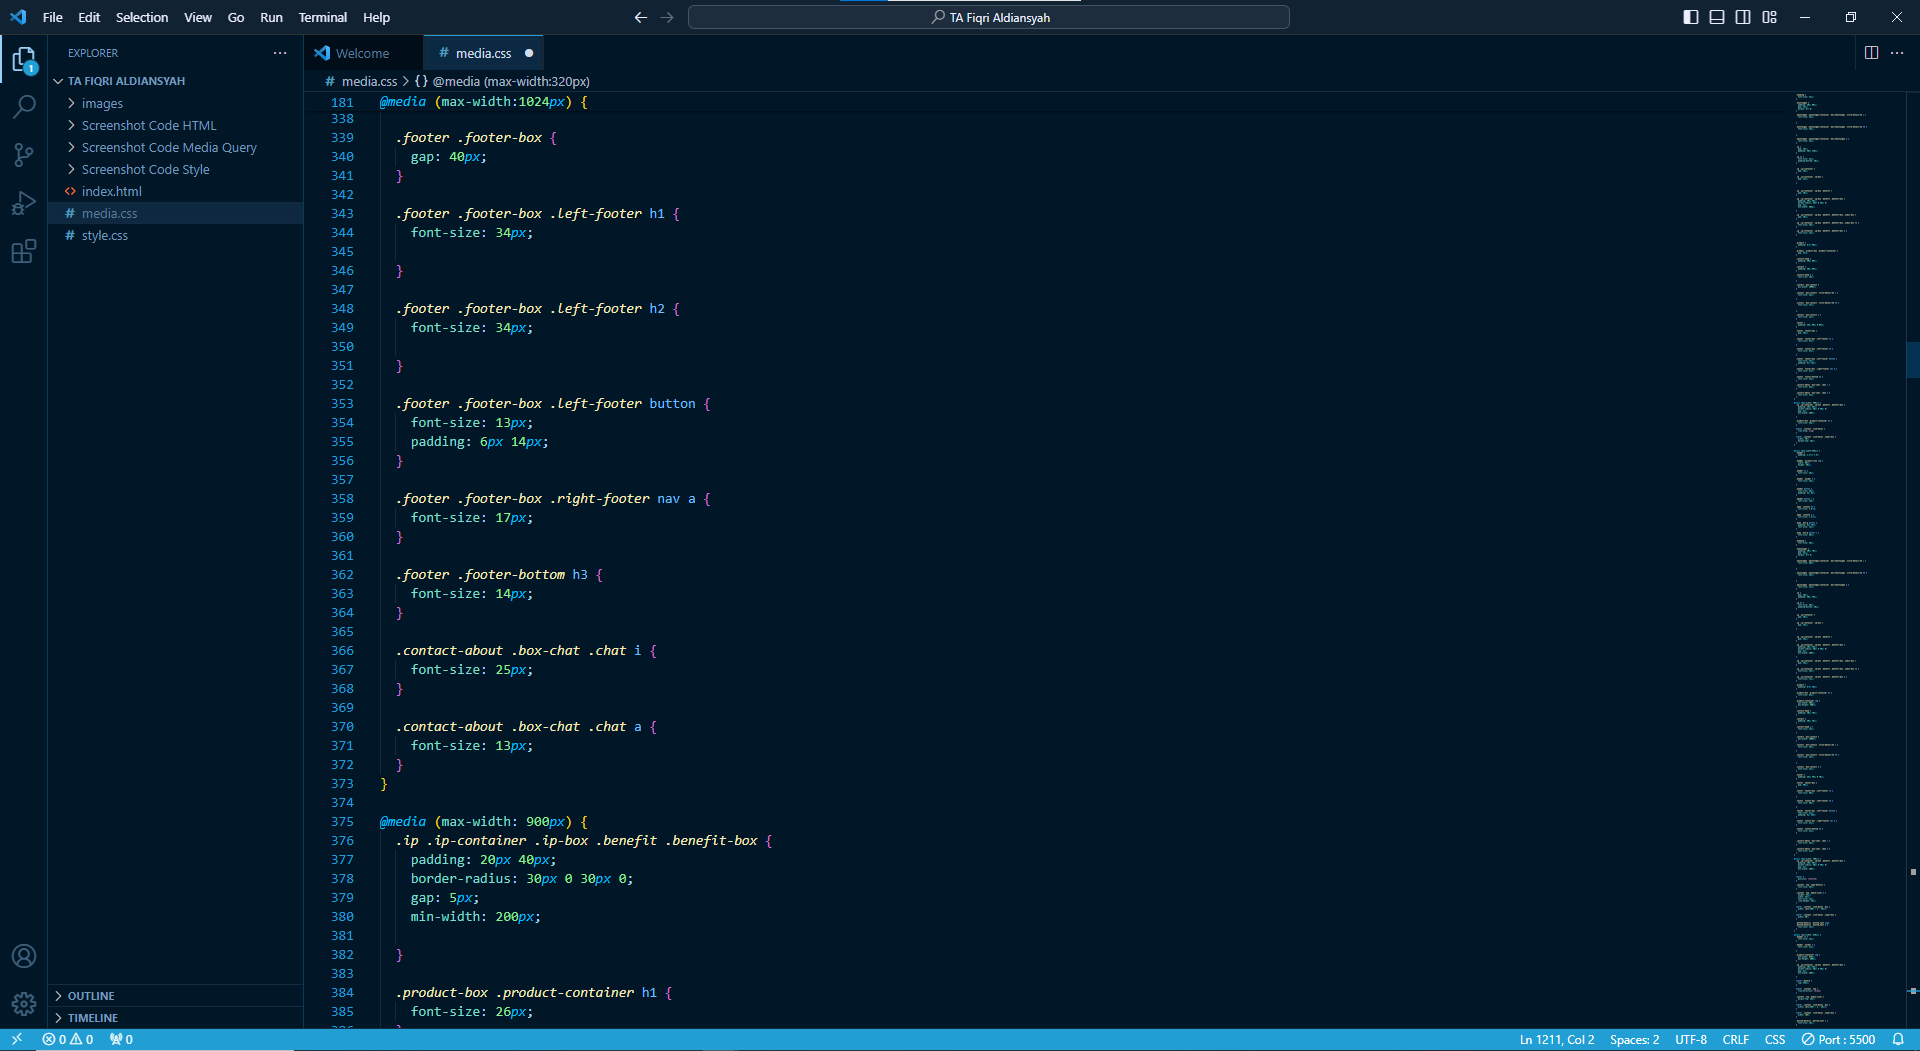 File Edit Selection View Go Run Terminal Help
TA Fiqri Aldiansyah
EXPLORER
TA FIQRI ALDIANSYAH
images
Screenshot Code HTML
Screenshot Code Media Query
Screenshot Code Style
<> index.html
# media.css
# style.css
OUTLINE
TIMELINE
1
Welcome
# media.css
# media.css > {} @media (max-width:320px)
181 @media (max-width:1024px) {
338
339 .footer .footer-box {
340 gap: 40px;
341 }
342
343 .footer .footer-box .left-footer h1 {
344 font-size: 34px;
345
346 }
347
348 .footer .footer-box .left-footer h2 {
349 font-size: 34px;
350
351 }
352
353 .footer .footer-box .left-footer button {
354 font-size: 13px;
355 padding: 6px 14px;
356 }
357
358 .footer .footer-box .right-footer nav a {
359 font-size: 17px;
360 }
361
362 .footer .footer-bottom h3 {
363 font-size: 14px;
364 }
365
366 .contact-about .box-chat .chat i {
367 font-size: 25px;
368 }
369
370 .contact-about .box-chat .chat a {
371 font-size: 13px;
372 }
373 }
374
375 @media (max-width: 900px) {
376 .ip .ip-container .ip-box .benefit .benefit-box {
377 padding: 20px 40px;
378 border-radius: 30px 0 30px 0;
379 gap: 5px;
380 min-width: 200px;
381
382 }
383
384 .product-box .product-container h1 {
385 font-size: 26px;
0 0 0 Ln 1211, Col 2 Spaces: 2 UTF-8 CRLF CSS Port : 5500